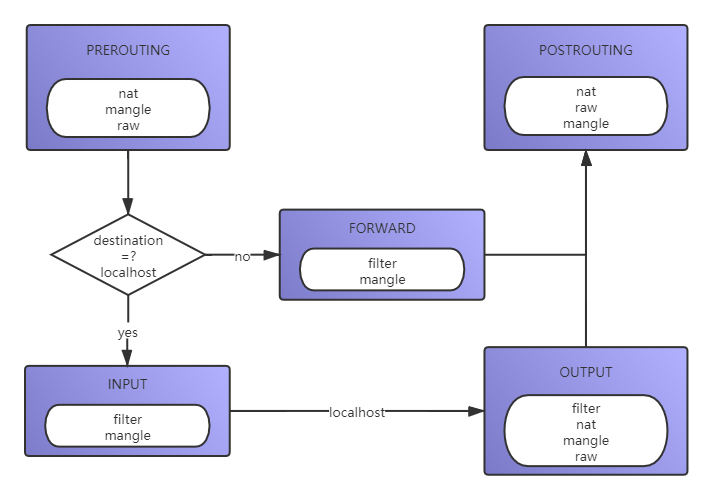 PREROUTING
nat
mangle
raw
POSTROUTING
nat
raw
mangle
destination
=?
localhost
no
FORWARD
filter
mangle
yes
INPUT
filter
mangle
localhost
OUTPUT
filter
nat
mangle
raw